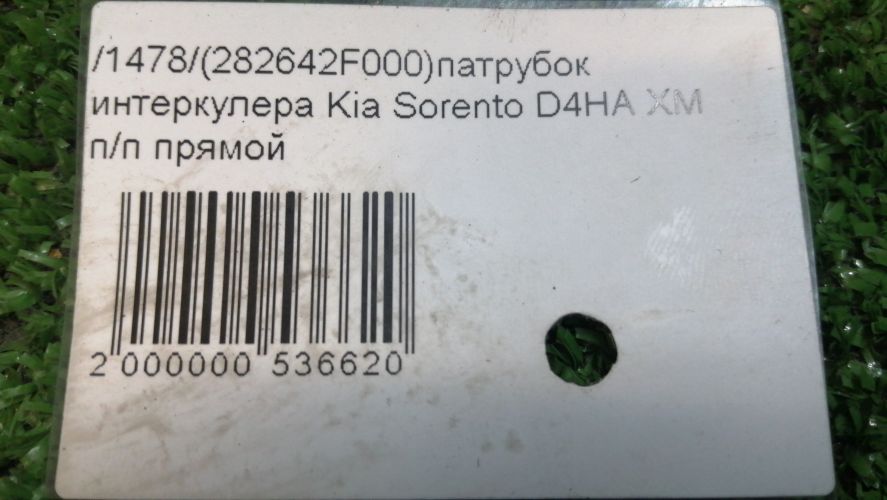 /1478/(282642F000)патрубок
интеркулера Kia Sorento D4HA XM
п/п прямой
2 000000 536620